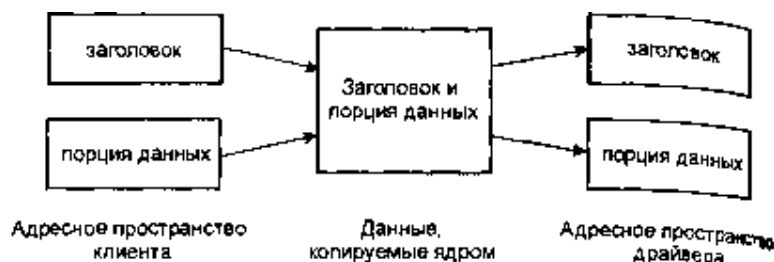 заголовок
порция данных
Заголовок и
порция данных
заголовок
порция данных
Адресное пространство
клиента
Данные,
копируемые ядром
Адресное пространство
драйвера